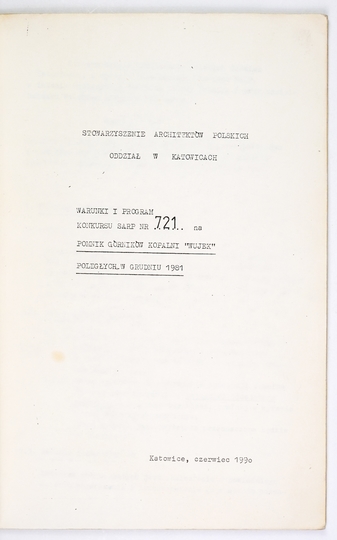 STOWARZYSZENIE ARCHITEKTÓW POLSKICH
ODDZIAŁ W KATOWICACH
WARUNKI I PROGRAM
KONKURSU SARP NR .721.. na
POMNIK GÓRNIKÓW KOPALNI "WUJEK"
POLEGŁYCH W GRUDNIU 1981
Katowice, czerwiec 1990